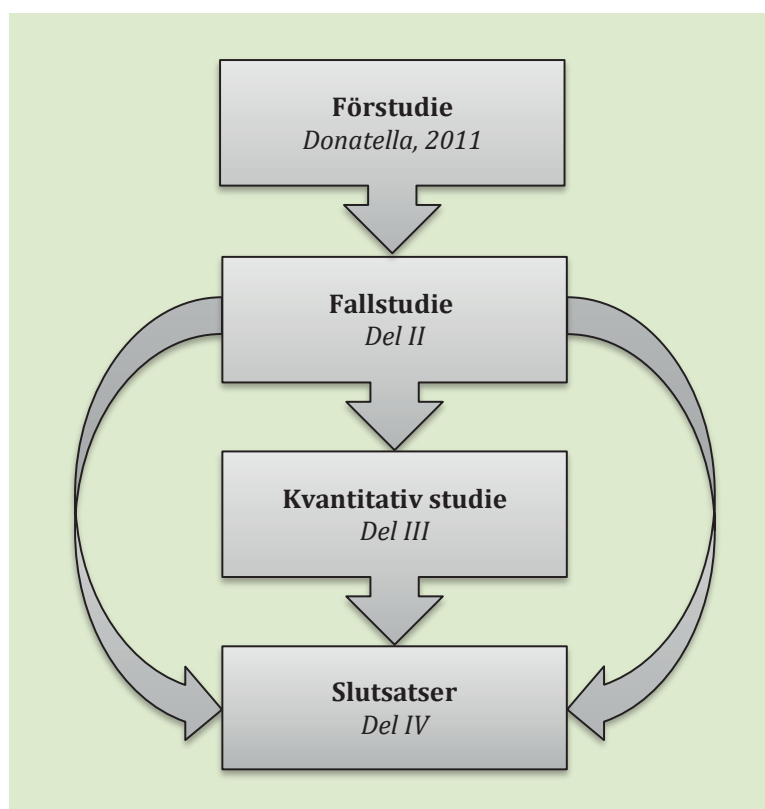 Förstudie
Donatella, 2011
Fallstudie
Del II
Kvantitativ studie
Del III
Slutsatser
Del IV